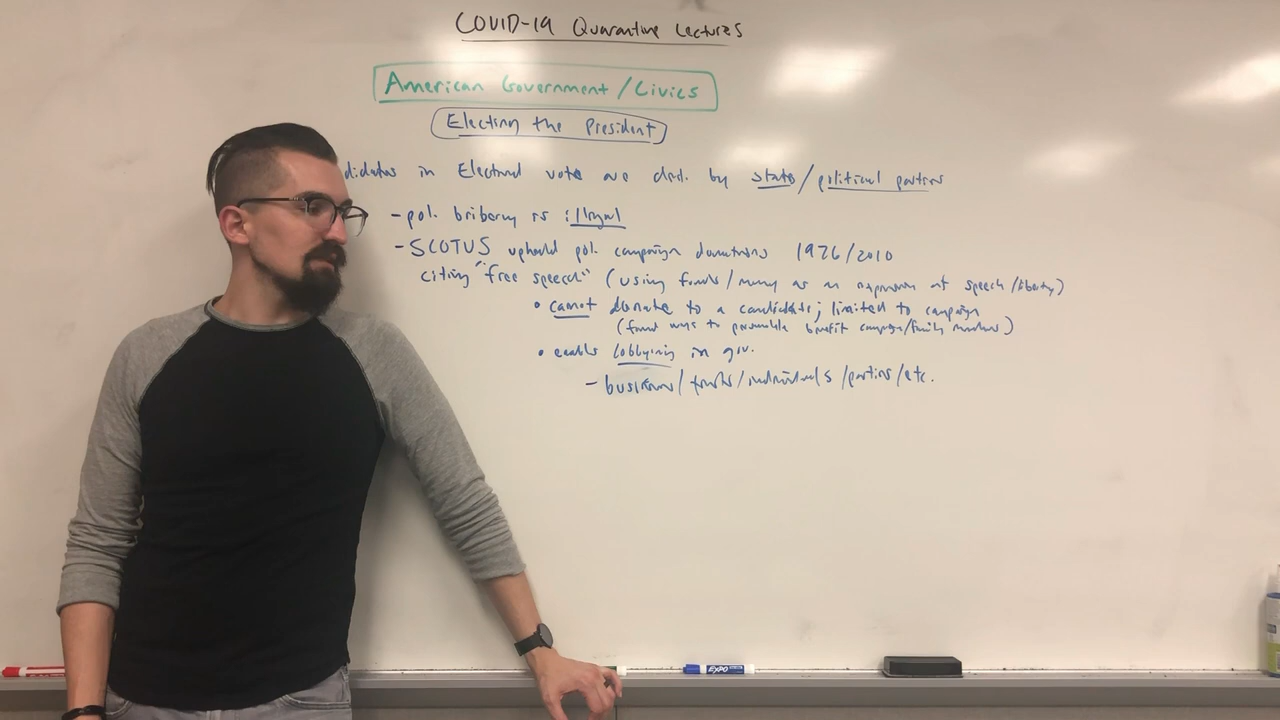 COVID-19 Quarantine Lectures
American Government/Civics
Electing the President
didates in Electoral vote are decl. by state/political parties
- pol. bribery is illegal
- SCOTUS upheld pol. campaign donations 1976/2010
citing "free speech" (using funds/money as an expression of speech/liberty)
• cannot donate to a candidate; limited to campaign
(found ways to benefit campaign/family members)
• enables lobbying in gov.
- business/ /individuals/parties/etc.
EXPO